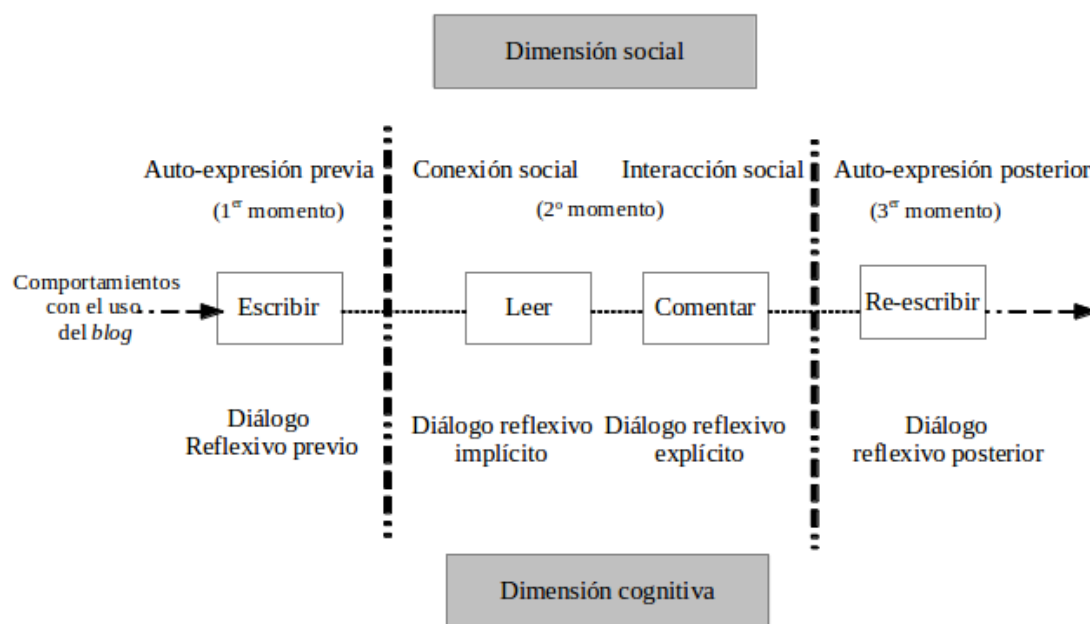 Dimensión social
Auto-expresión previa
(1er momento)
Conexión social
Interacción social
(2º momento)
Auto-expresión posterior
(3er momento)
Comportamientos
con el uso
del blog
Escribir
Leer
Comentar
Re-escribir
Diálogo
Reflexivo previo
Diálogo reflexivo
implícito
Diálogo reflexivo
explícito
Diálogo
reflexivo posterior
Dimensión cognitiva